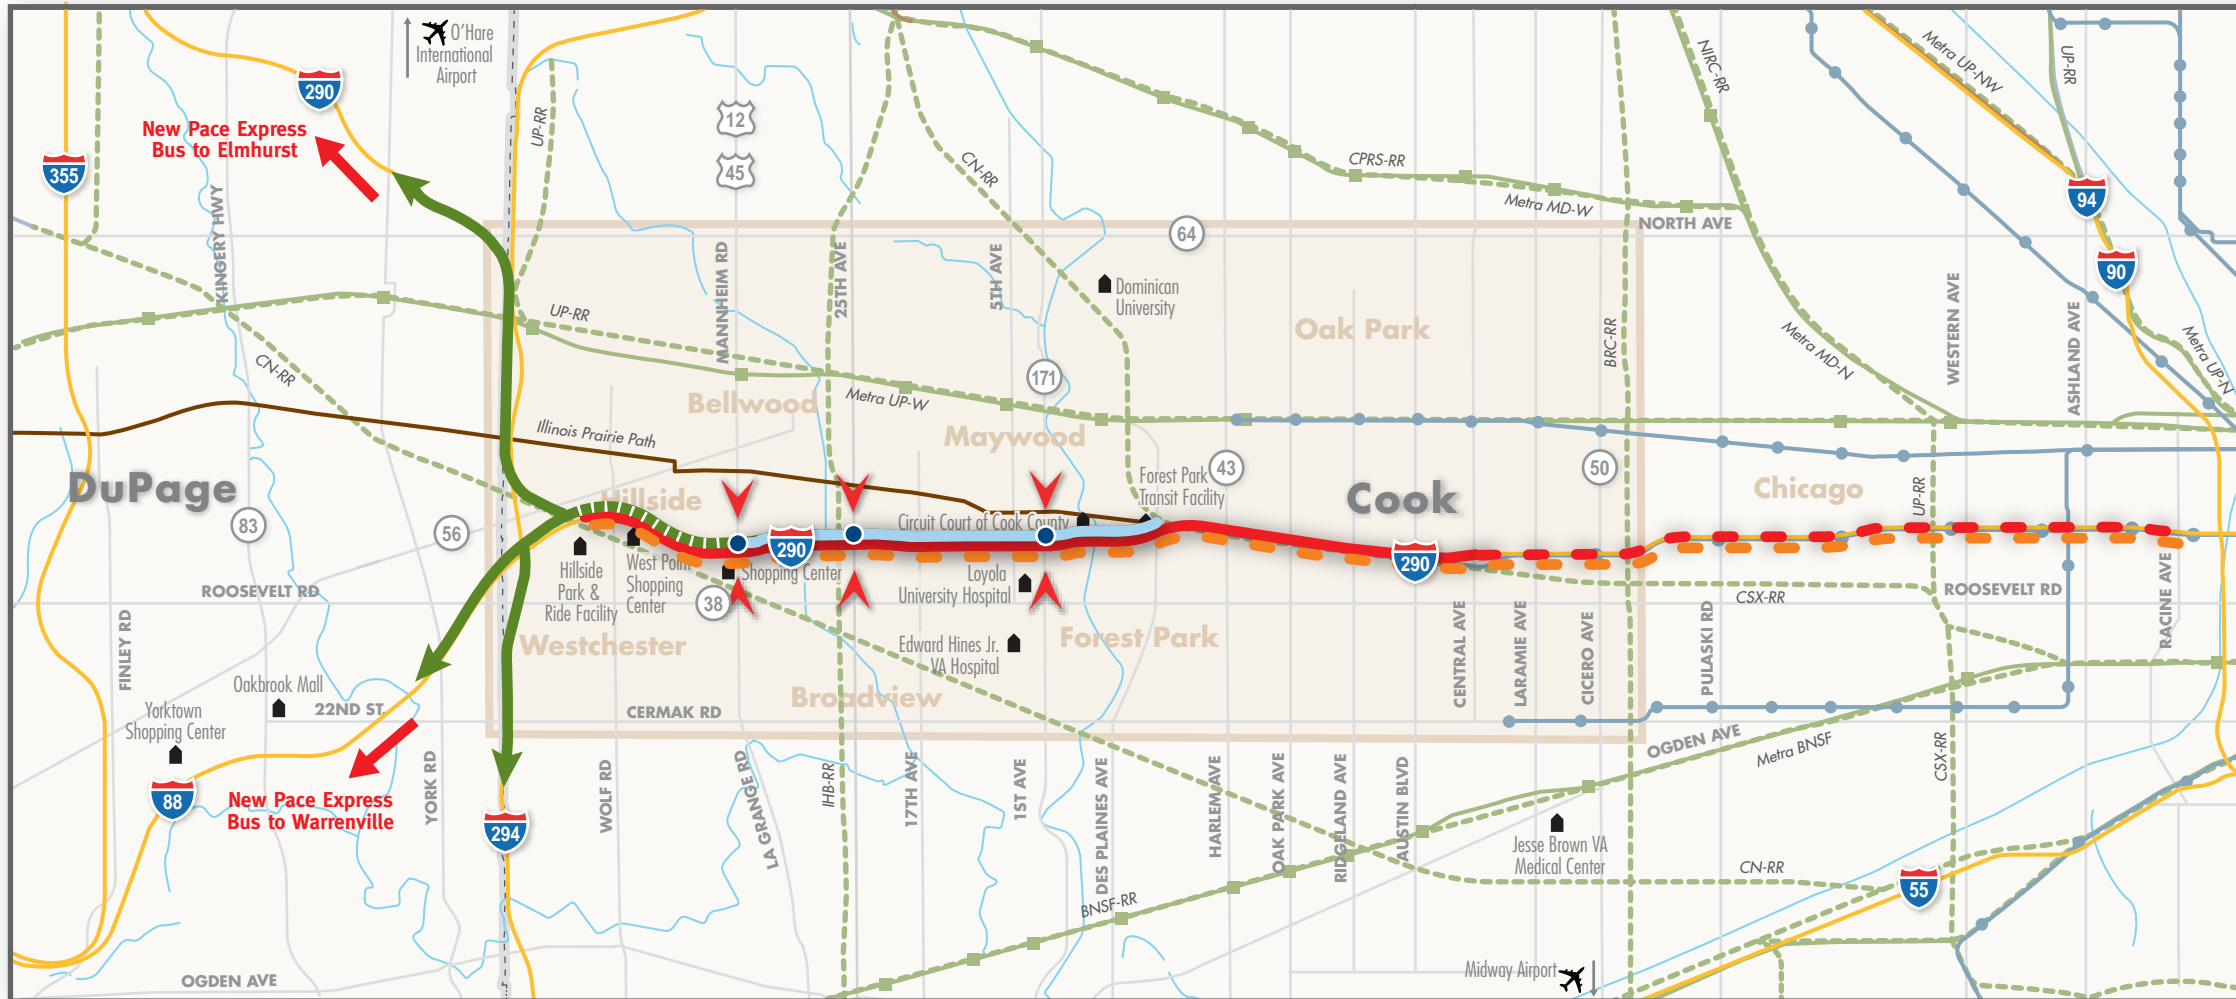 O'Hare
International
Airport
290
New Pace Express
Bus to Elmhurst
355
KINGERY HWY
UP-RR
12
45
CN-RR
CPRS-RR
Metra MD-W
NIRC-RR
Metra UP-NW
UP-RR
94
90
NORTH AVE
64
MANNHEIM RD
25TH AVE
5TH AVE
Dominican
University
Oak Park
BRC-RR
Metra MD-N
WESTERN AVE
ASHLAND AVE
Metra UP-N
UP-RR
CN-RR
Bellwood
Metra UP-W
171
Maywood
Illinois Prairie Path
DuPage
83
56
Hillside
Forest Park
Transit Facility
43
Cook
50
Chicago
UP-RR
Circuit Court of Cook County
290
290
Hillside
Park &
Ride Facility
West Point
Shopping
Center
Shopping Center
38
Loyola
University Hospital
ROOSEVELT RD
CSX-RR
ROOSEVELT RD
RACINE AVE
FINLEY RD
Westchester
Edward Hines Jr.
VA Hospital
Forest Park
CENTRAL AVE
LARAMIE AVE
CICERO AVE
PULASKI RD
Oakbrook Mall
22ND ST.
Yorktown
Shopping Center
Broadview
CERMAK RD
OGDEN AVE
Metra BNSF
CSX-RR
88
New Pace Express
Bus to Warrenville
YORK RD
294
WOLF RD
LA GRANGE RD
IHB-RR
17TH AVE
1ST AVE
DES PLAINES AVE
HARLEM AVE
OAK PARK AVE
RIDGELAND AVE
AUSTIN BLVD
Jesse Brown VA
Medical Center
CN-RR
55
BNSF-RR
OGDEN AVE
Midway Airport